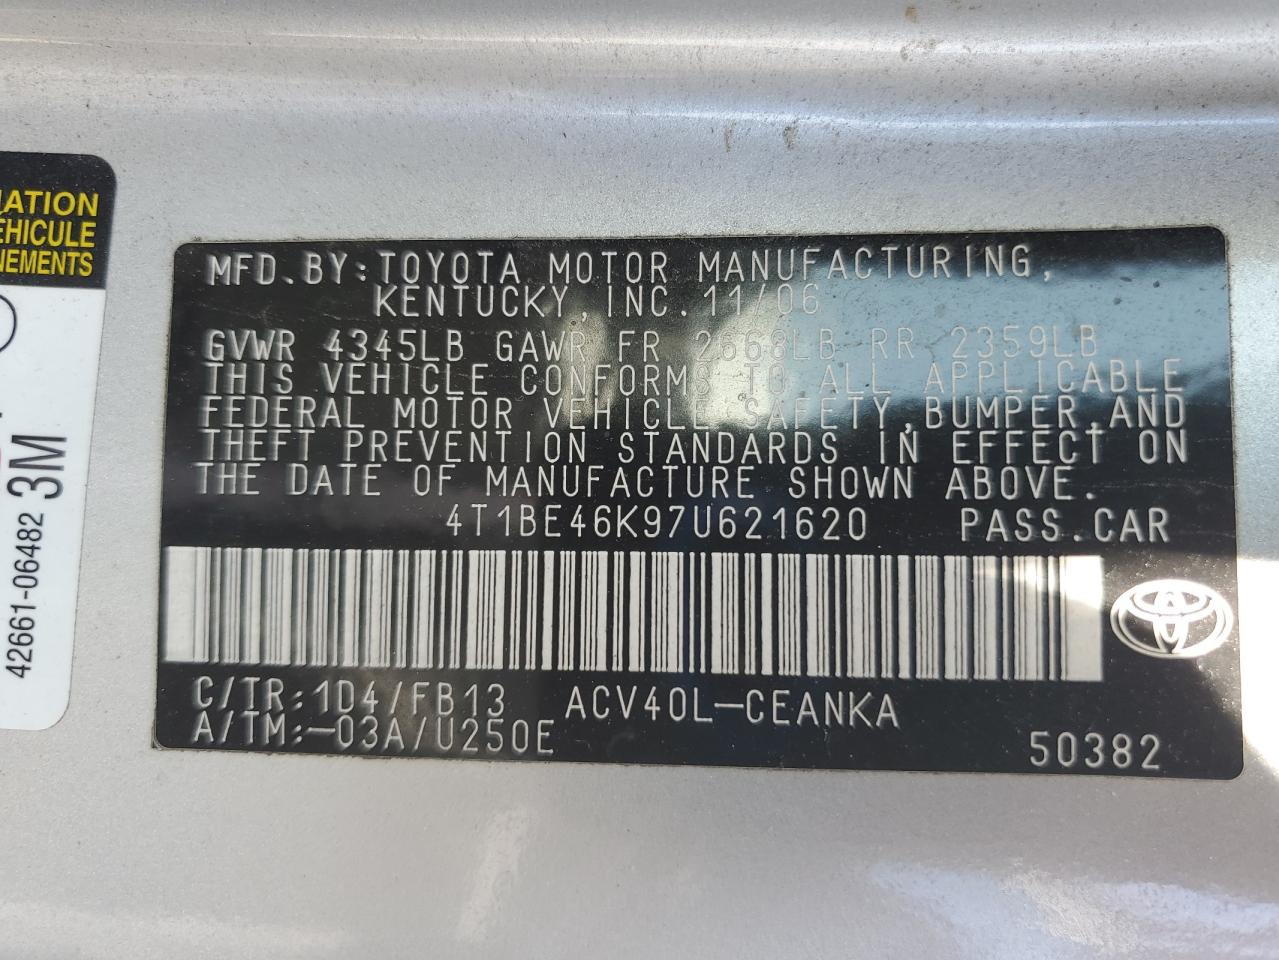 IATION
EHICULE
NEMENTS
42661-06482 3M
MFD. BY: TOYOTA MOTOR MANUFACTURING,
KENTUCKY, INC. 11/06
GVWR 4345LB GAWR FR 2668LB RR 2359LB
THIS VEHICLE CONFORMS TO ALL APPLICABLE
FEDERAL MOTOR VEHICLE SAFETY, BUMPER, AND
THEFT PREVENTION STANDARDS IN EFFECT ON
THE DATE OF MANUFACTURE SHOWN ABOVE.
4T1BE46K97U621620 PASS. CAR
C/TR: 1D4/FB13 ACV40L-CEANKA
A/TM:-03A/U250E
50382